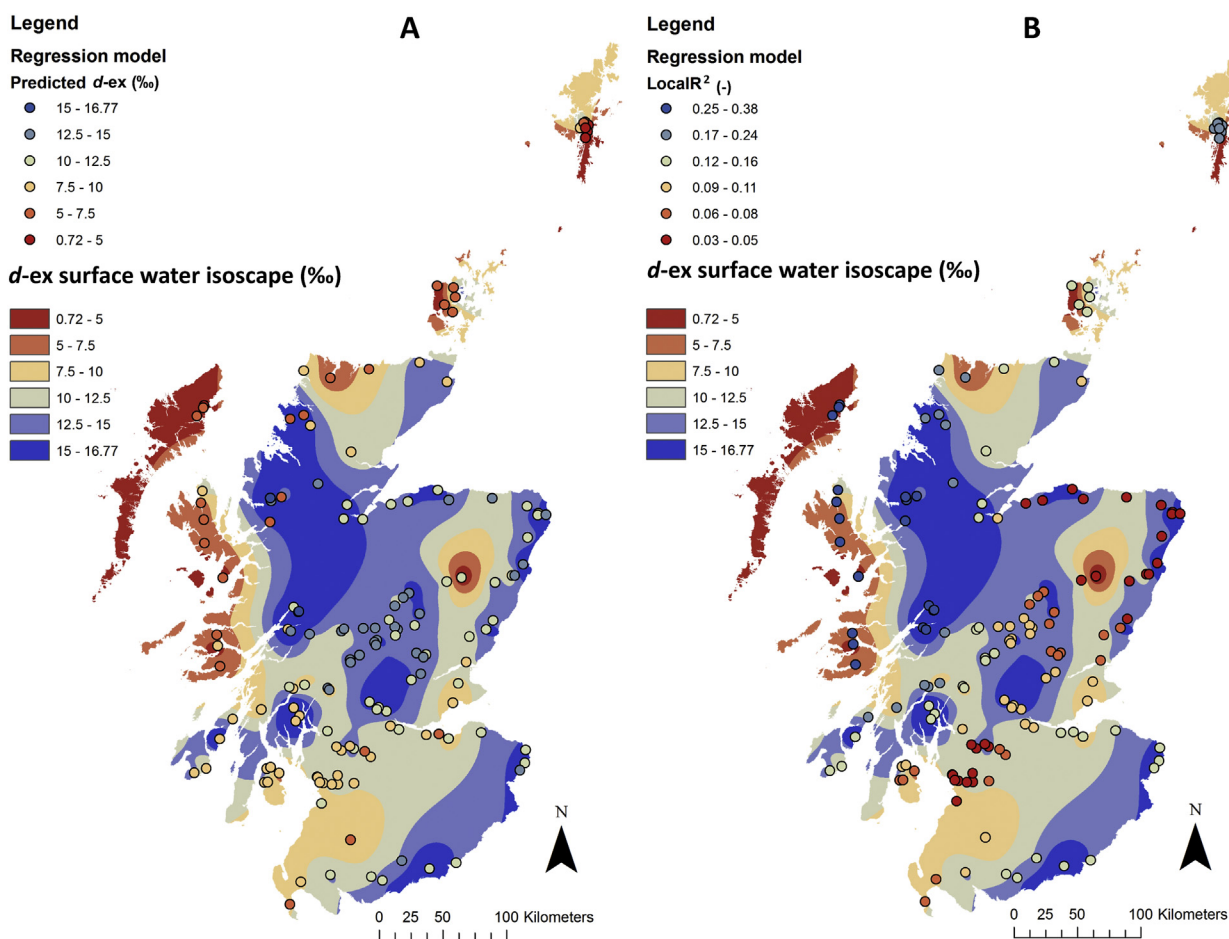 Legend
A
Regression model
Predicted d-ex (‰)
15 - 16.77
12.5 - 15
10 - 12.5
7.5 - 10
5 - 7.5
0.72 - 5
d-ex surface water isoscape (‰)
0.72 - 5
5 - 7.5
7.5 - 10
10 - 12.5
12.5 - 15
15 - 16.77
N
0 25 50 100 Kilometers
Legend
B
Regression model
LocalR² (-)
0.25 - 0.38
0.17 - 0.24
0.12 - 0.16
0.09 - 0.11
0.06 - 0.08
0.03 - 0.05
d-ex surface water isoscape (‰)
0.72 - 5
5 - 7.5
7.5 - 10
10 - 12.5
12.5 - 15
15 - 16.77
N
0 25 50 100 Kilometers